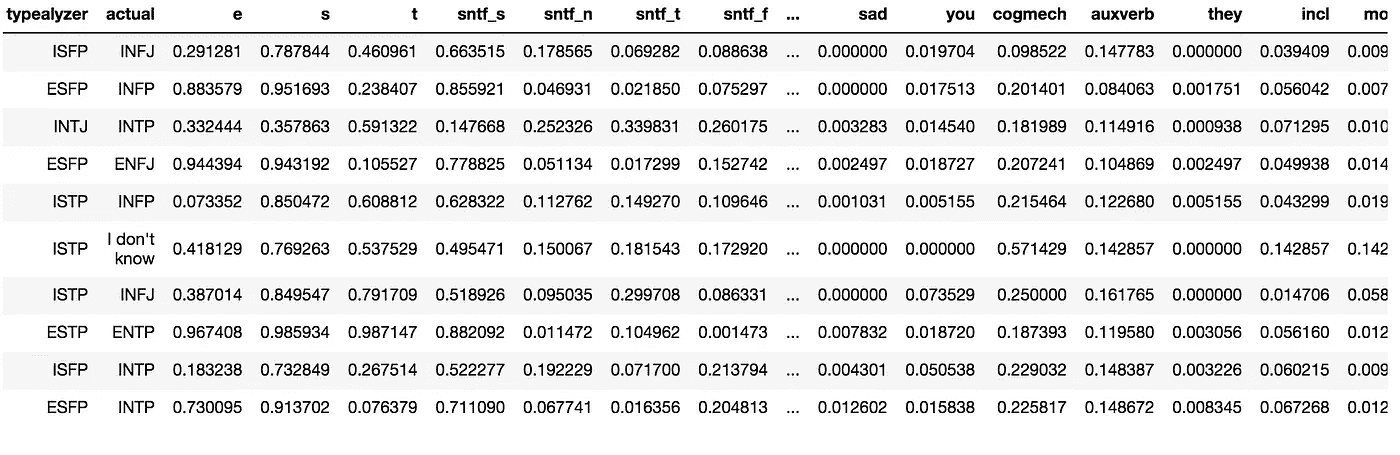 typealyzer actual e s t sntf_s sntf_n sntf_t sntf_f ... sad you cogmech auxverb they incl mo
ISFP INFJ 0.291281 0.787844 0.460961 0.663515 0.178565 0.069282 0.088638 ... 0.000000 0.019704 0.098522 0.147783 0.000000 0.039409 0.009
ESFP INFP 0.883579 0.951693 0.238407 0.855921 0.046931 0.021850 0.075297 ... 0.000000 0.017513 0.201401 0.084063 0.001751 0.056042 0.007
INTJ INTP 0.332444 0.357863 0.591322 0.147668 0.252326 0.339831 0.260175 ... 0.003283 0.014540 0.181989 0.114916 0.000938 0.071295 0.010
ESFP ENFJ 0.944394 0.943192 0.105527 0.778825 0.051134 0.017299 0.152742 ... 0.002497 0.018727 0.207241 0.104869 0.002497 0.049938 0.014
ISTP INFP 0.073352 0.850472 0.608812 0.628322 0.112762 0.149270 0.109646 ... 0.001031 0.005155 0.215464 0.122680 0.005155 0.043299 0.019
ISTP I don't know 0.418129 0.769263 0.537529 0.495471 0.150067 0.181543 0.172920 ... 0.000000 0.000000 0.571429 0.142857 0.000000 0.142857 0.142
ISTP INFJ 0.387014 0.849547 0.791709 0.518926 0.095035 0.299708 0.086331 ... 0.000000 0.073529 0.250000 0.161765 0.000000 0.014706 0.058
ESTP ENTP 0.967408 0.985934 0.987147 0.882092 0.011472 0.104962 0.001473 ... 0.007832 0.018720 0.187393 0.119580 0.003056 0.056160 0.012
ISFP INTP 0.183238 0.732849 0.267514 0.522277 0.192229 0.071700 0.213794 ... 0.004301 0.050538 0.229032 0.148387 0.003226 0.060215 0.009
ESFP INTP 0.730095 0.913702 0.076379 0.711090 0.067741 0.016356 0.204813 ... 0.012602 0.015838 0.225817 0.148672 0.008345 0.067268 0.012